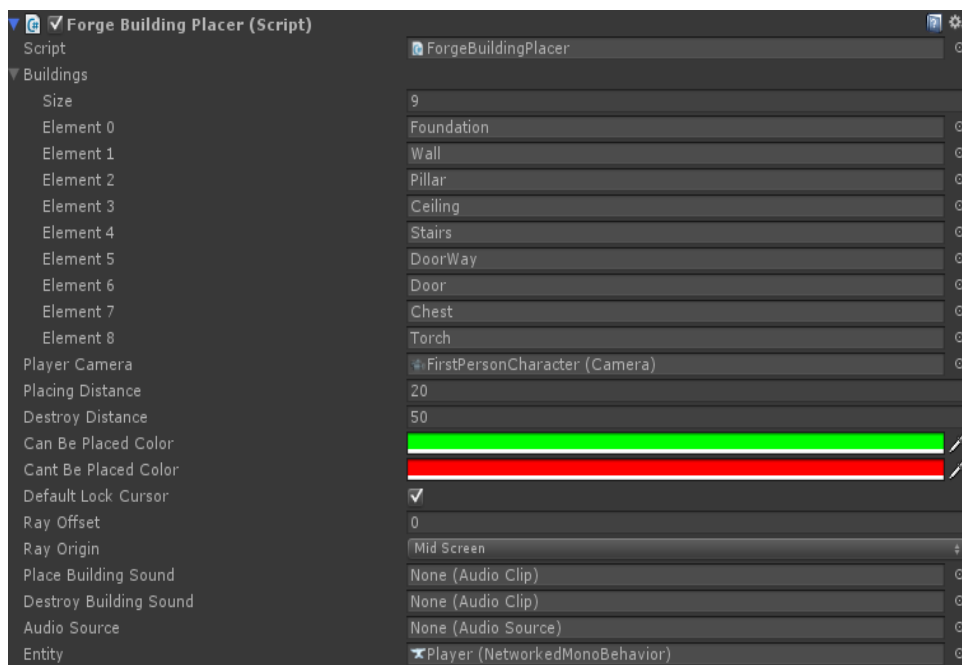 Forge Building Placer (Script)
Script ForgeBuildingPlacer
Buildings
Size 9
Element 0 Foundation
Element 1 Wall
Element 2 Pillar
Element 3 Ceiling
Element 4 Stairs
Element 5 DoorWay
Element 6 Door
Element 7 Chest
Element 8 Torch
Player Camera FirstPersonCharacter (Camera)
Placing Distance 20
Destroy Distance 50
Can Be Placed Color
Cant Be Placed Color
Default Lock Cursor
Ray Offset 0
Ray Origin Mid Screen
Place Building Sound None (Audio Clip)
Destroy Building Sound None (Audio Clip)
Audio Source None (Audio Source)
Entity Player (NetworkedMonoBehavior)